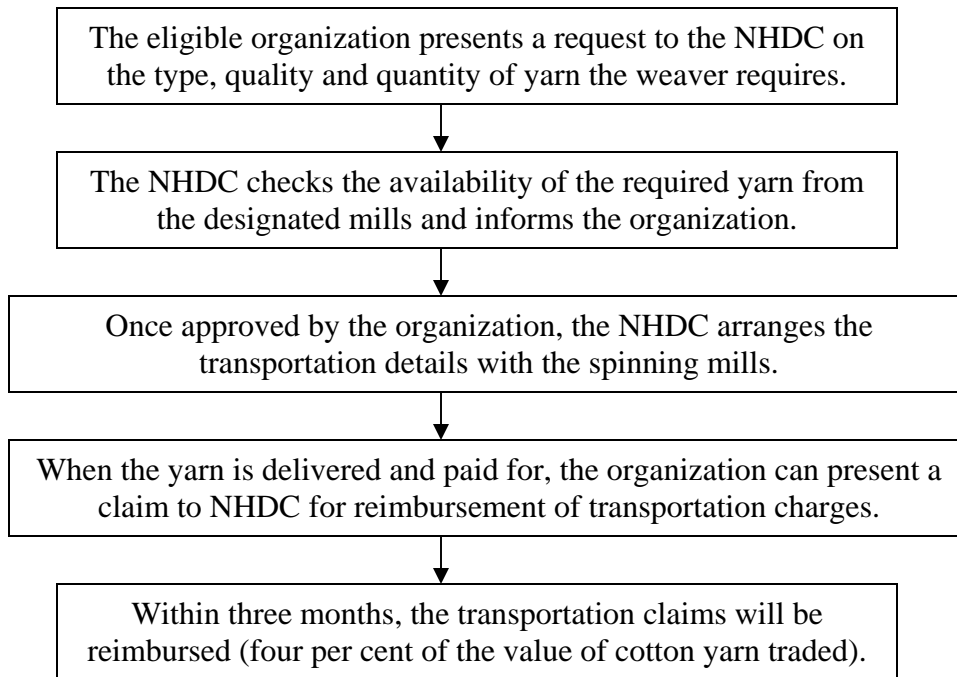 The eligible organization presents a request to the NHDC on
the type, quality and quantity of yarn the weaver requires.
The NHDC checks the availability of the required yarn from
the designated mills and informs the organization.
Once approved by the organization, the NHDC arranges the
transportation details with the spinning mills.
When the yarn is delivered and paid for, the organization can present a
claim to NHDC for reimbursement of transportation charges.
Within three months, the transportation claims will be
reimbursed (four per cent of the value of cotton yarn traded).